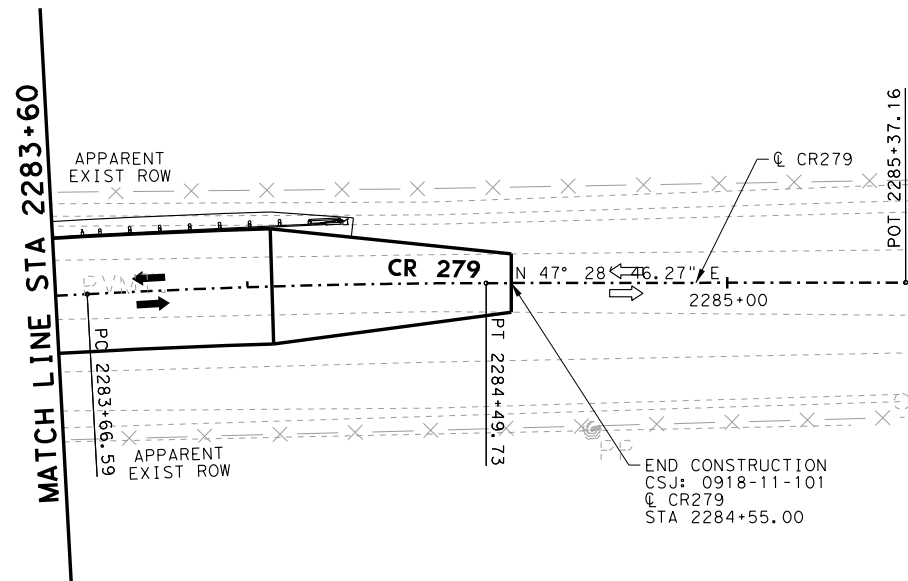 MATCH LINE STA 2283+60
APPARENT
EXIST ROW
℄ CR279
POT 2285+37.16
CR 279
N 47° 28' 46.27" E
2285+00
PVMT
PC 2283+66.59
PT 2284+49.73
APPARENT
EXIST ROW
PP
END CONSTRUCTION
CSJ: 0918-11-101
℄ CR279
STA 2284+55.00